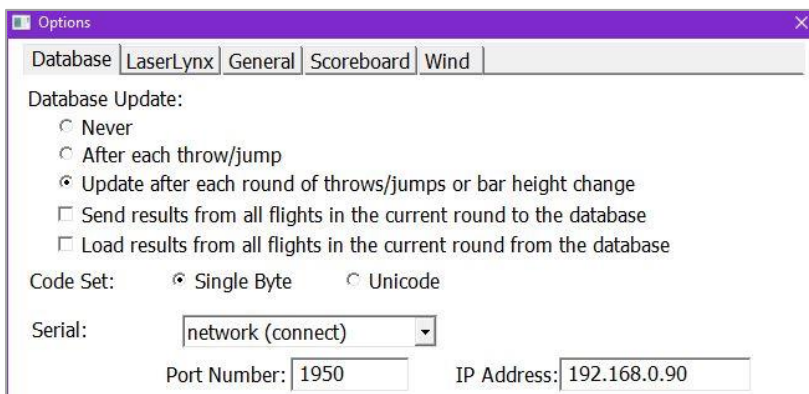 Options
Database LaserLynx General Scoreboard Wind
Database Update:
Never
After each throw/jump
Update after each round of throws/jumps or bar height change
Send results from all flights in the current round to the database
Load results from all flights in the current round from the database
Code Set: Single Byte Unicode
Serial: network (connect)
Port Number: 1950 IP Address: 192.168.0.90